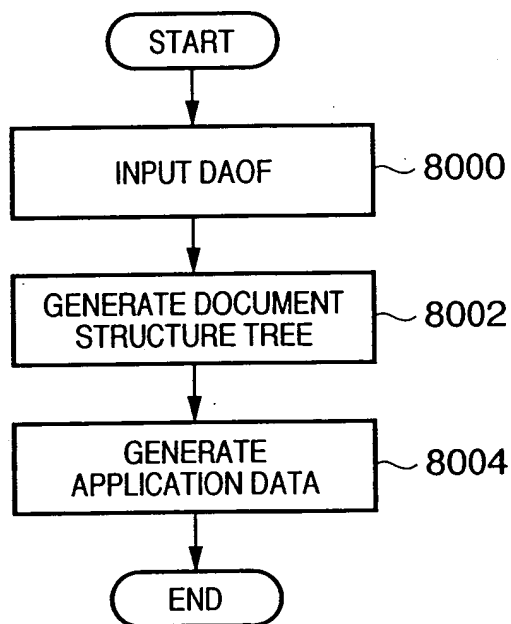 START
INPUT DAOF
8000
GENERATE DOCUMENT
STRUCTURE TREE
8002
GENERATE
APPLICATION DATA
8004
END